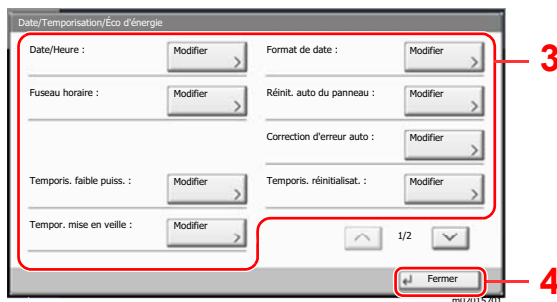 Date/Temporisation/Éco d'énergie
Date/Heure : Modifier Format de date : Modifier
3
Fuseau horaire : Modifier Réinit. auto du panneau : Modifier
Correction d'erreur auto : Modifier
Temporis. faible puiss. : Modifier Temporis. réinitialisat. : Modifier
Tempor. mise en veille : Modifier
1/2
Fermer
4
m02015701